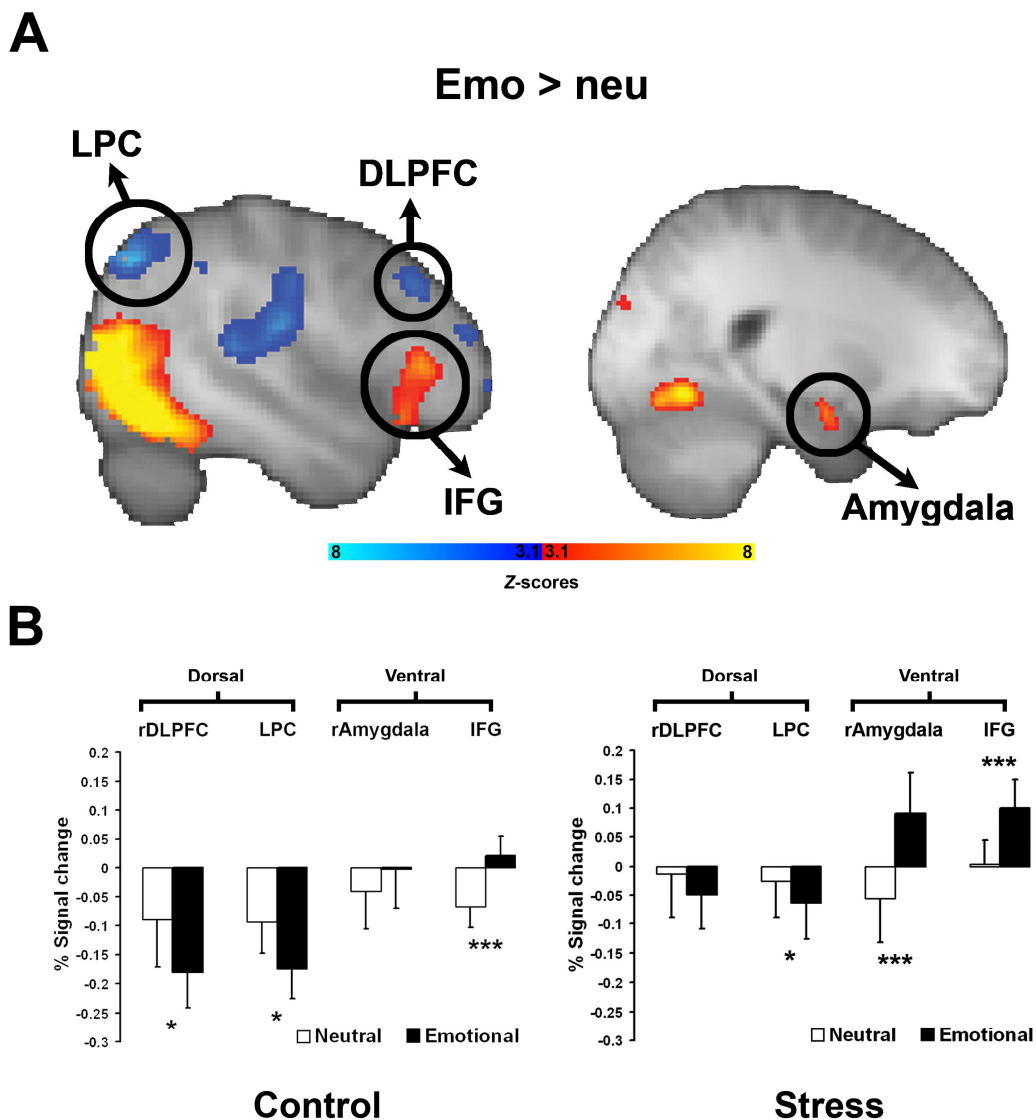 A
Emo > neu
LPC
DLPFC
IFG
Amygdala
8 3.1 3.1 8
Z-scores
B
Dorsal Ventral
rDLPFC LPC rAmygdala IFG
0.2
0.15
0.1
0.05
0
-0.05
-0.1
-0.15
-0.2
-0.25
-0.3
% Signal change
***
* *
Neutral Emotional
Control
Dorsal Ventral
rDLPFC LPC rAmygdala IFG
0.2
0.15
0.1
0.05
0
-0.05
-0.1
-0.15
-0.2
-0.25
-0.3
% Signal change
***
* ***
Neutral Emotional
Stress